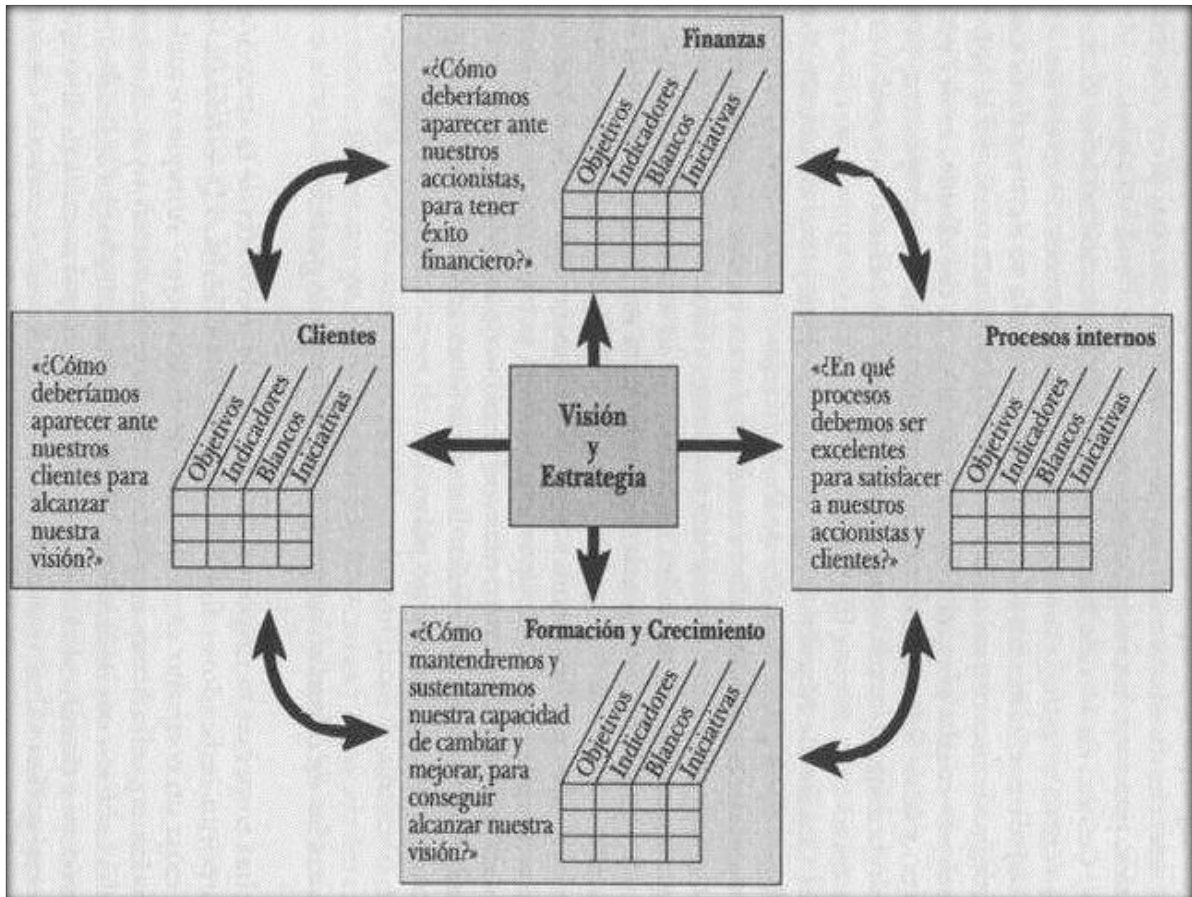 Finanzas
«¿Cómo
deberíamos
aparecer ante
nuestros
accionistas,
para tener
éxito
financiero?»
Objetivos
Indicadores
Blancos
Iniciativas
Clientes
«¿Cómo
deberíamos
aparecer ante
nuestros
clientes para
alcanzar
nuestra
visión?»
Objetivos
Indicadores
Blancos
Iniciativas
Visión
y
Estrategia
Procesos internos
«¿En qué
procesos
debemos ser
excelentes
para satisfacer
a nuestros
accionistas y
clientes?»
Objetivos
Indicadores
Blancos
Iniciativas
Formación y Crecimiento
«¿Cómo
mantendremos y
sustentaremos
nuestra capacidad
de cambiar y
mejorar, para
conseguir
alcanzar nuestra
visión?»
Objetivos
Indicadores
Blancos
Iniciativas